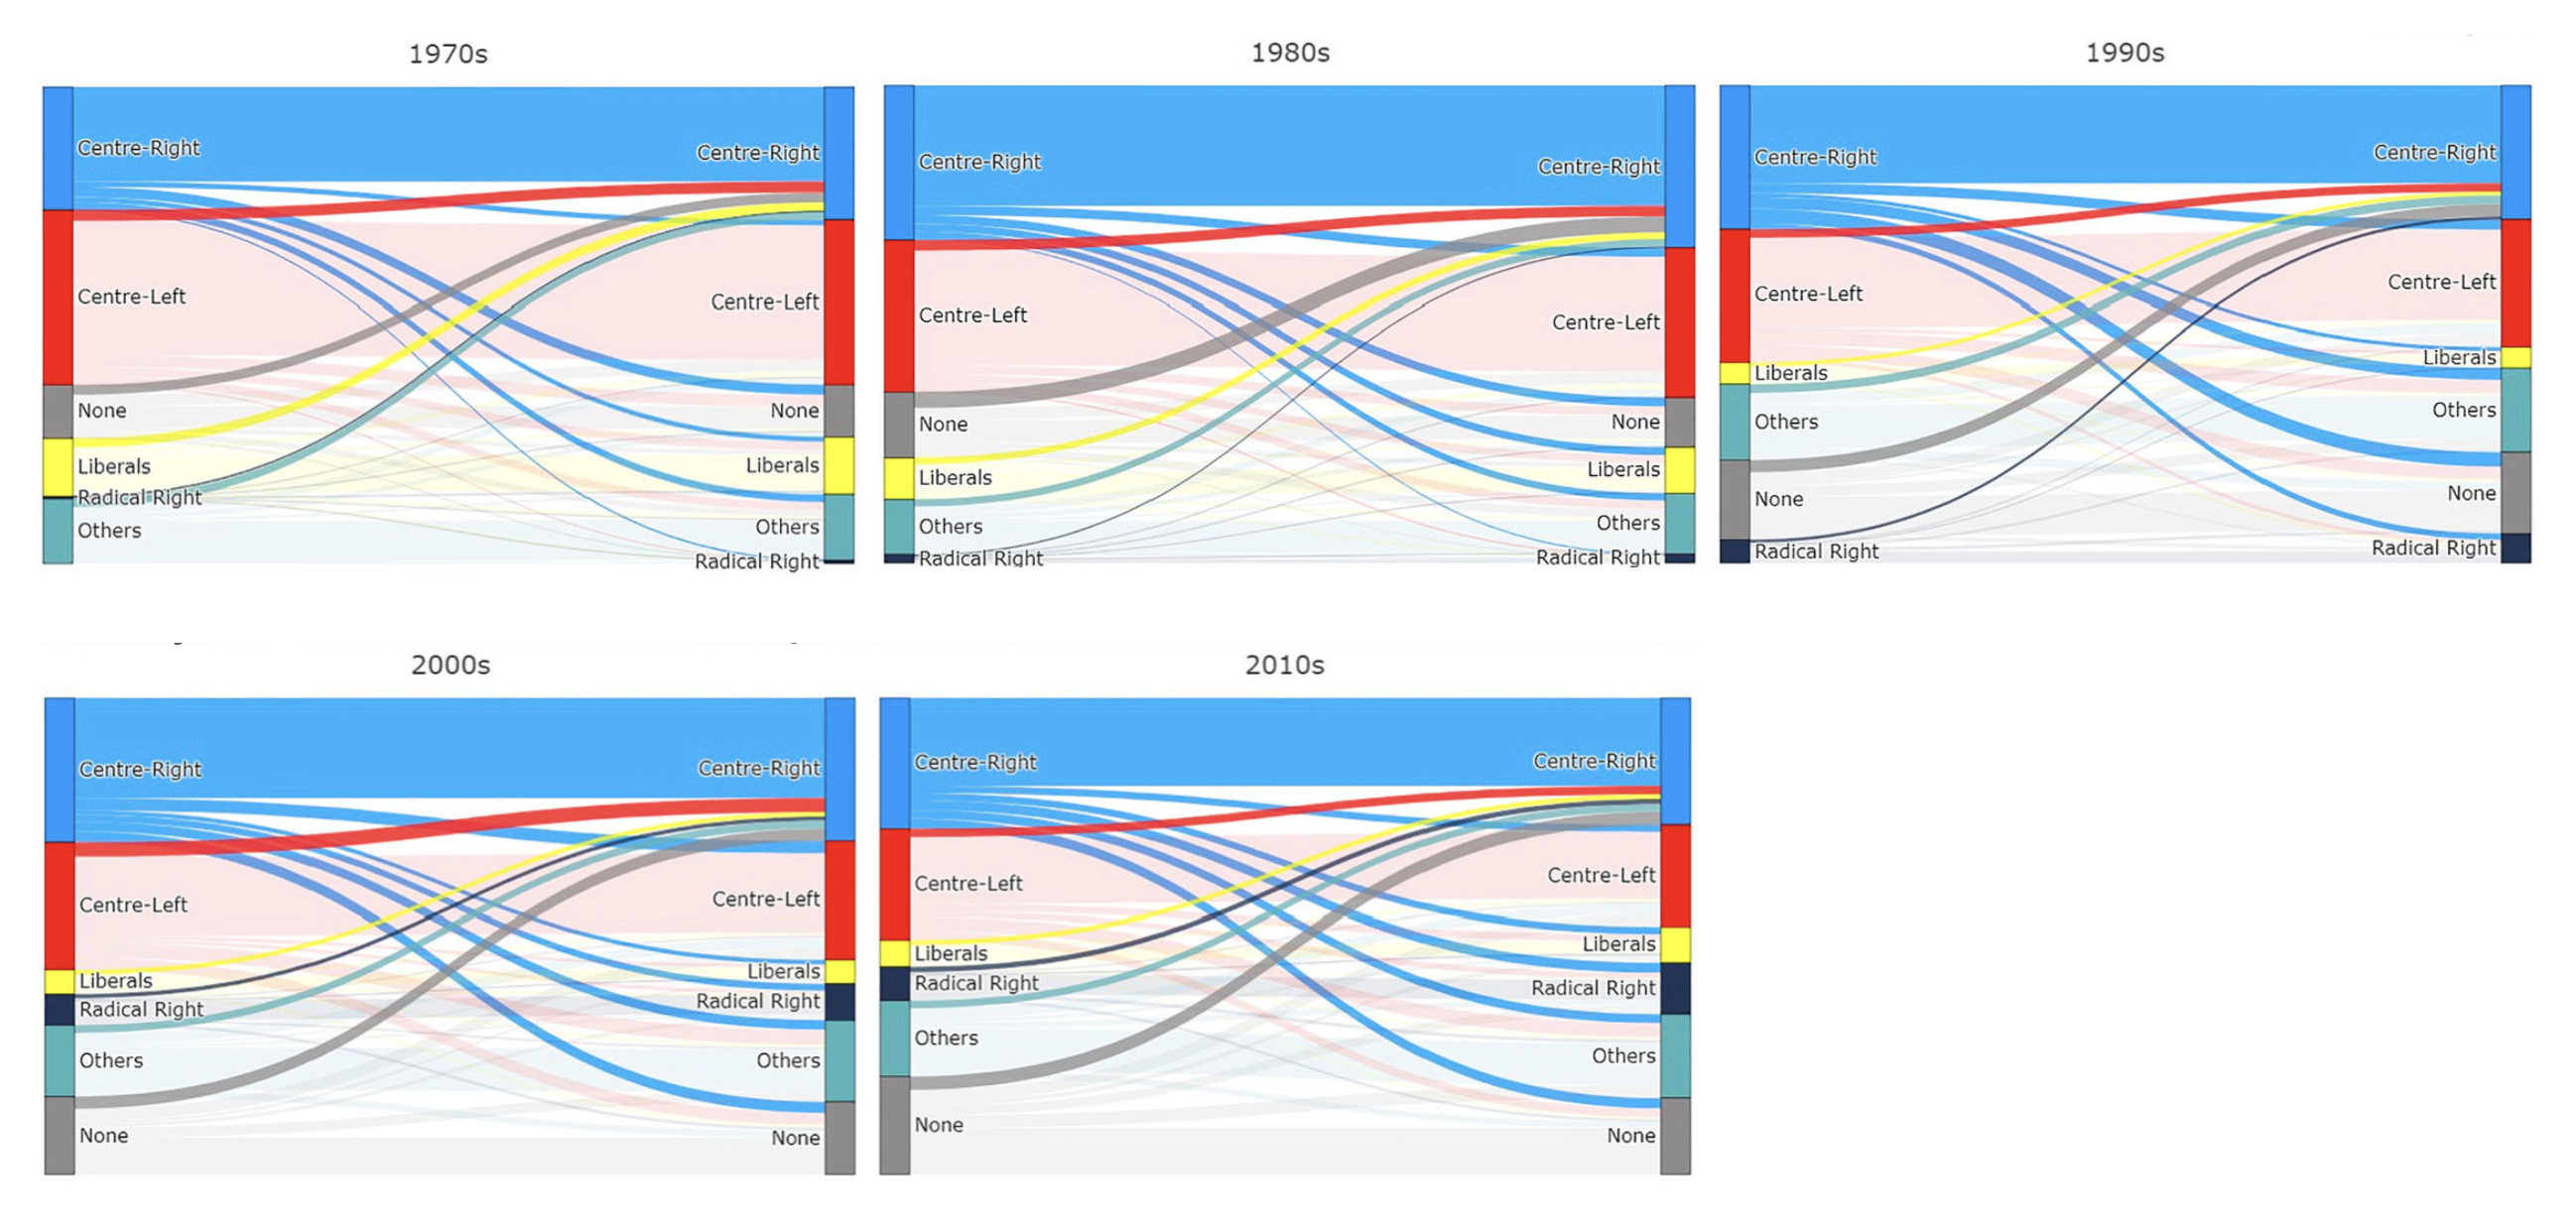 1970s
Centre-Right
Centre-Left
None
Liberals
Radical Right
Others
Centre-Right
Centre-Left
None
Liberals
Others
Radical Right
1980s
Centre-Right
Centre-Left
None
Liberals
Others
Radical Right
Centre-Right
Centre-Left
None
Liberals
Others
Radical Right
1990s
Centre-Right
Centre-Left
Liberals
Others
None
Radical Right
Centre-Right
Centre-Left
Liberals
Others
None
Radical Right
2000s
Centre-Right
Centre-Left
Liberals
Radical Right
Others
None
Centre-Right
Centre-Left
Liberals
Radical Right
Others
None
2010s
Centre-Right
Centre-Left
Liberals
Radical Right
Others
None
Centre-Right
Centre-Left
Liberals
Radical Right
Others
None